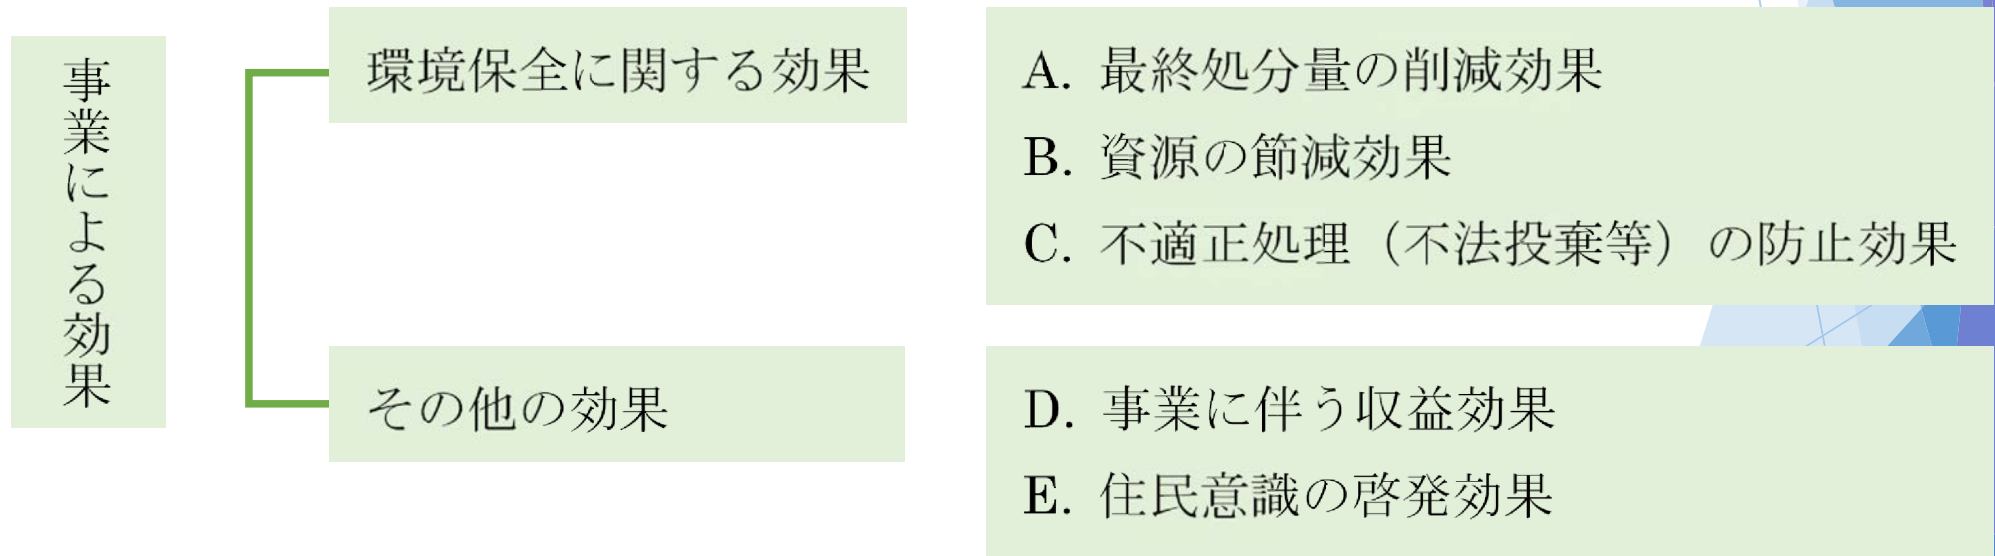 事業による効果
環境保全に関する効果
A. 最終処分量の削減効果
B. 資源の節減効果
C. 不適正処理（不法投棄等）の防止効果
その他の効果
D. 事業に伴う収益効果
E. 住民意識の啓発効果